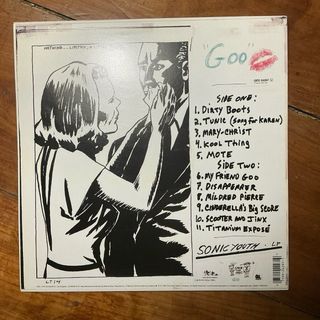 "GOO"
SIDE ONE:
1. DIRTY BOOTS
2. TUNIC (Song for KAREN)
3. MARY-CHRIST
4. KOOL THING
5. MOTE
SIDE TWO:
6. MY FRIEND GOO
7. DISAPPEARER
8. MILDRED PIERCE
9. CINDERELLA'S BIG SCORE
10. SCOOTER AND JINX
11. TITANIUM EXPOSÉ
SONIC YOUTH. LP